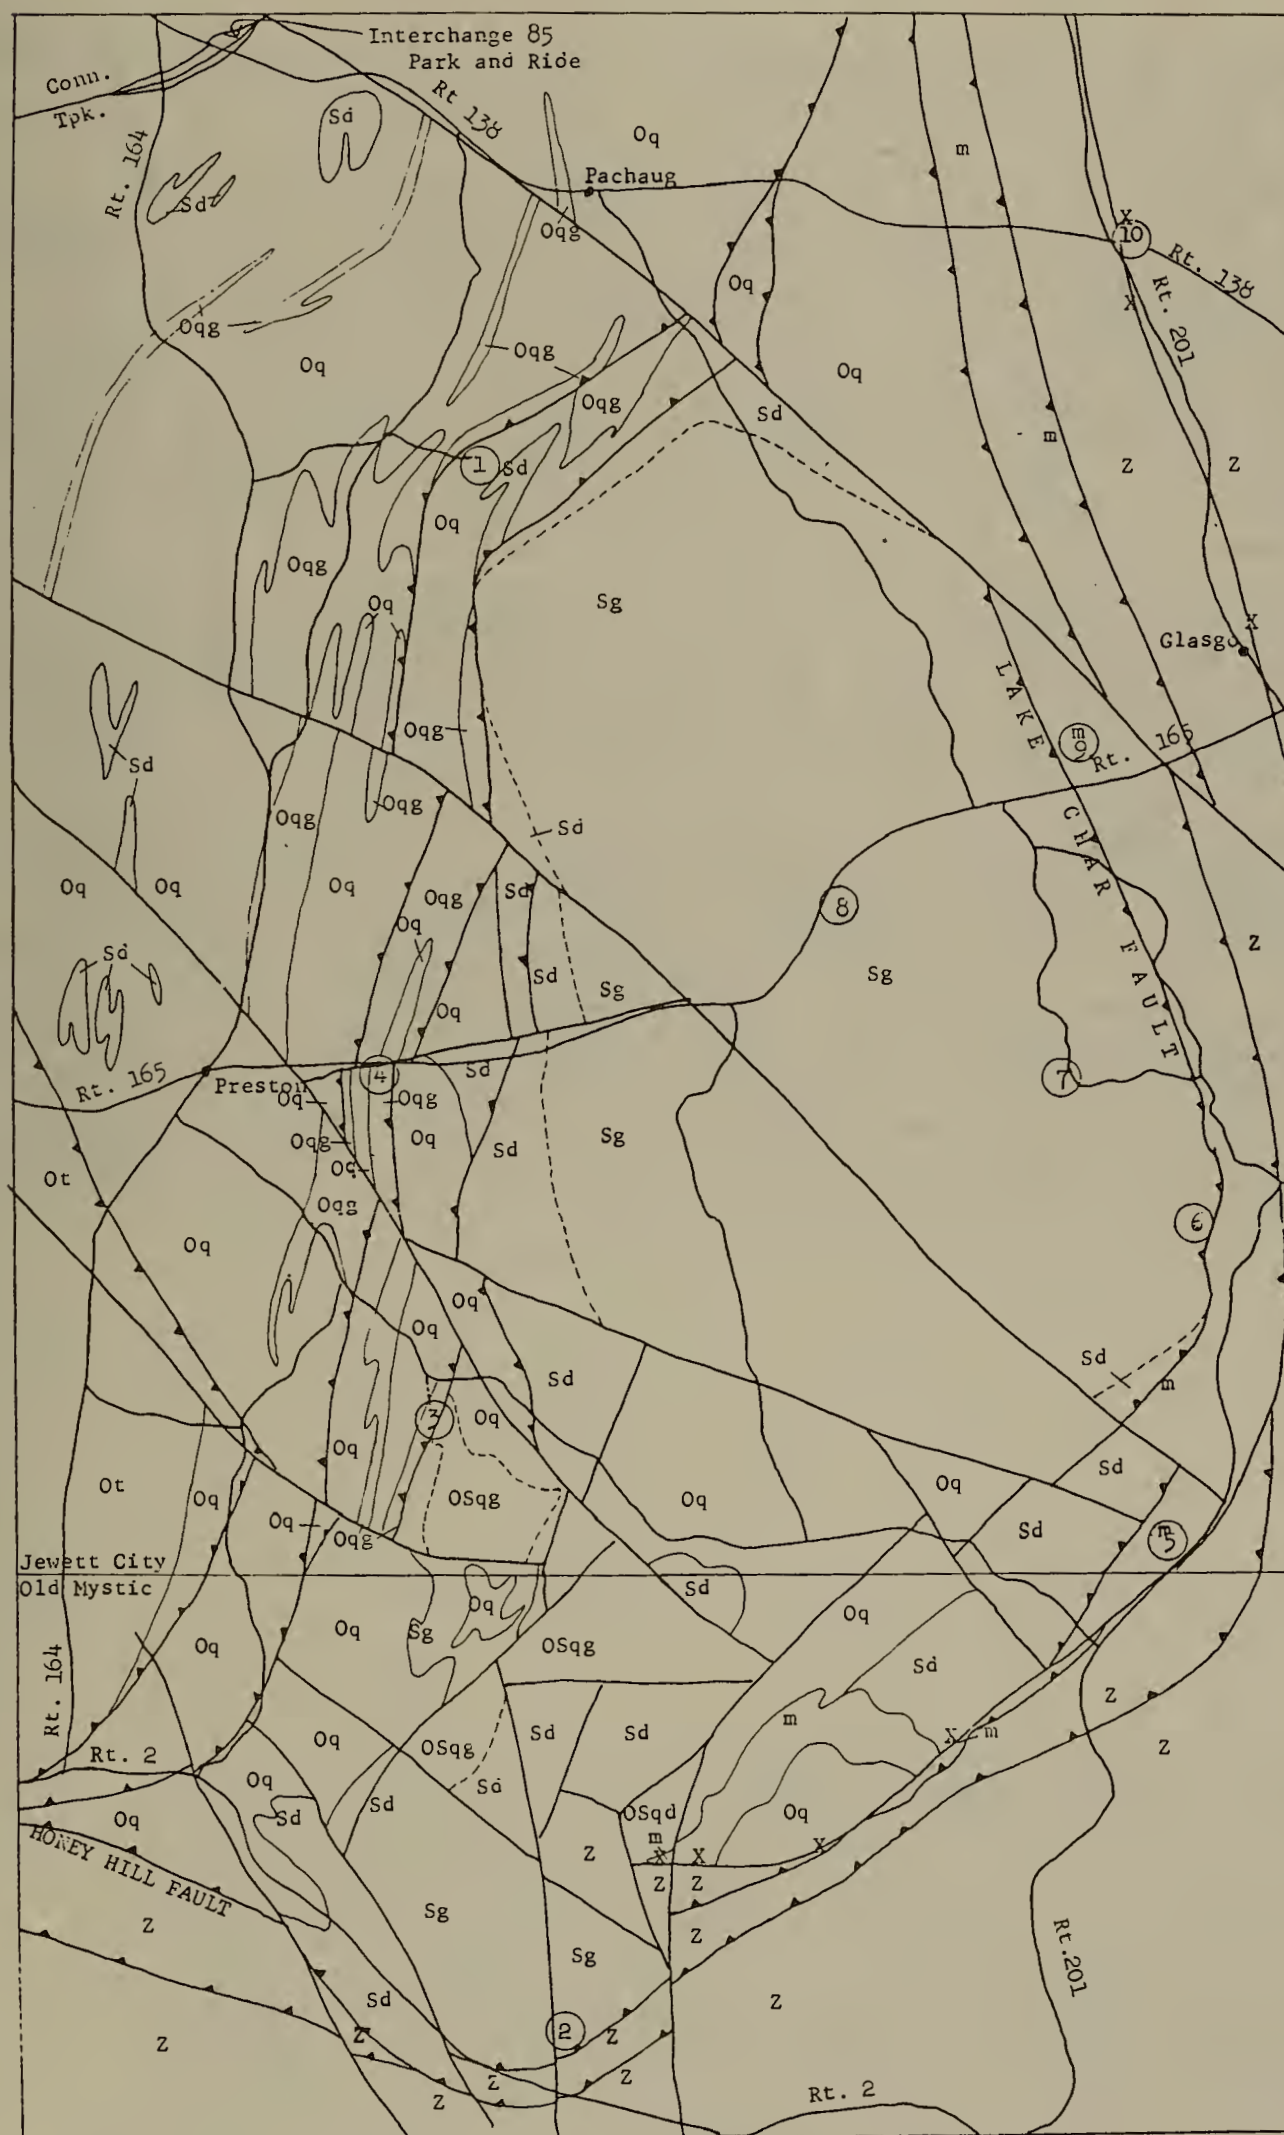 Interchange 85
Park and Ride
Conn.
Tpk.
Rt 138
Rt. 164
Sd
Oq
m
Pachaug
Sd
Oqg
X
10
Rt. 138
Oq
X
Rt. 201
Oqg
Oqg
Oq
Oq
Oqg
Sd
m
1
Sd
Z
Z
Oq
Oqg
Sg
Oq
X
Glasgo
LAKE CHAR FAULT
Oqg
m
9
Rt. 165
Sd
Oqg
Oqg
Sd
Oq
Oq
Oq
Oqg
Sd
8
Oq
Z
Sd
Sd
Sg
Sg
Oq
Rt. 165
Preston
4
Sd
7
Oq
Oqg
Oqg
Oq
Sd
Sg
Oq
Ot
Oqg
6
Oq
Oq
Oq
Sd
Sd
m
3
Oq
Oq
Sd
Ot
Oq
OSqg
Oq
Oq
Oq
Oqg
Sd
m
5
Jewett City
Old Mystic
Oq
Sd
Oq
Oq
Sg
OSqg
Oq
Sd
Rt. 164
Z
m
X
m
Rt. 2
Oq
OSqg
Sd
Sd
Z
Oq
Sd
Sd
Oq
Sd
OSqd
Oq
m
X
X
X
HONEY HILL FAULT
Z
Z
Z
Z
Sg
Z
Sg
Rt.201
Sd
Z
Z
Z
2
Z
Z
Z
Z
Rt. 2